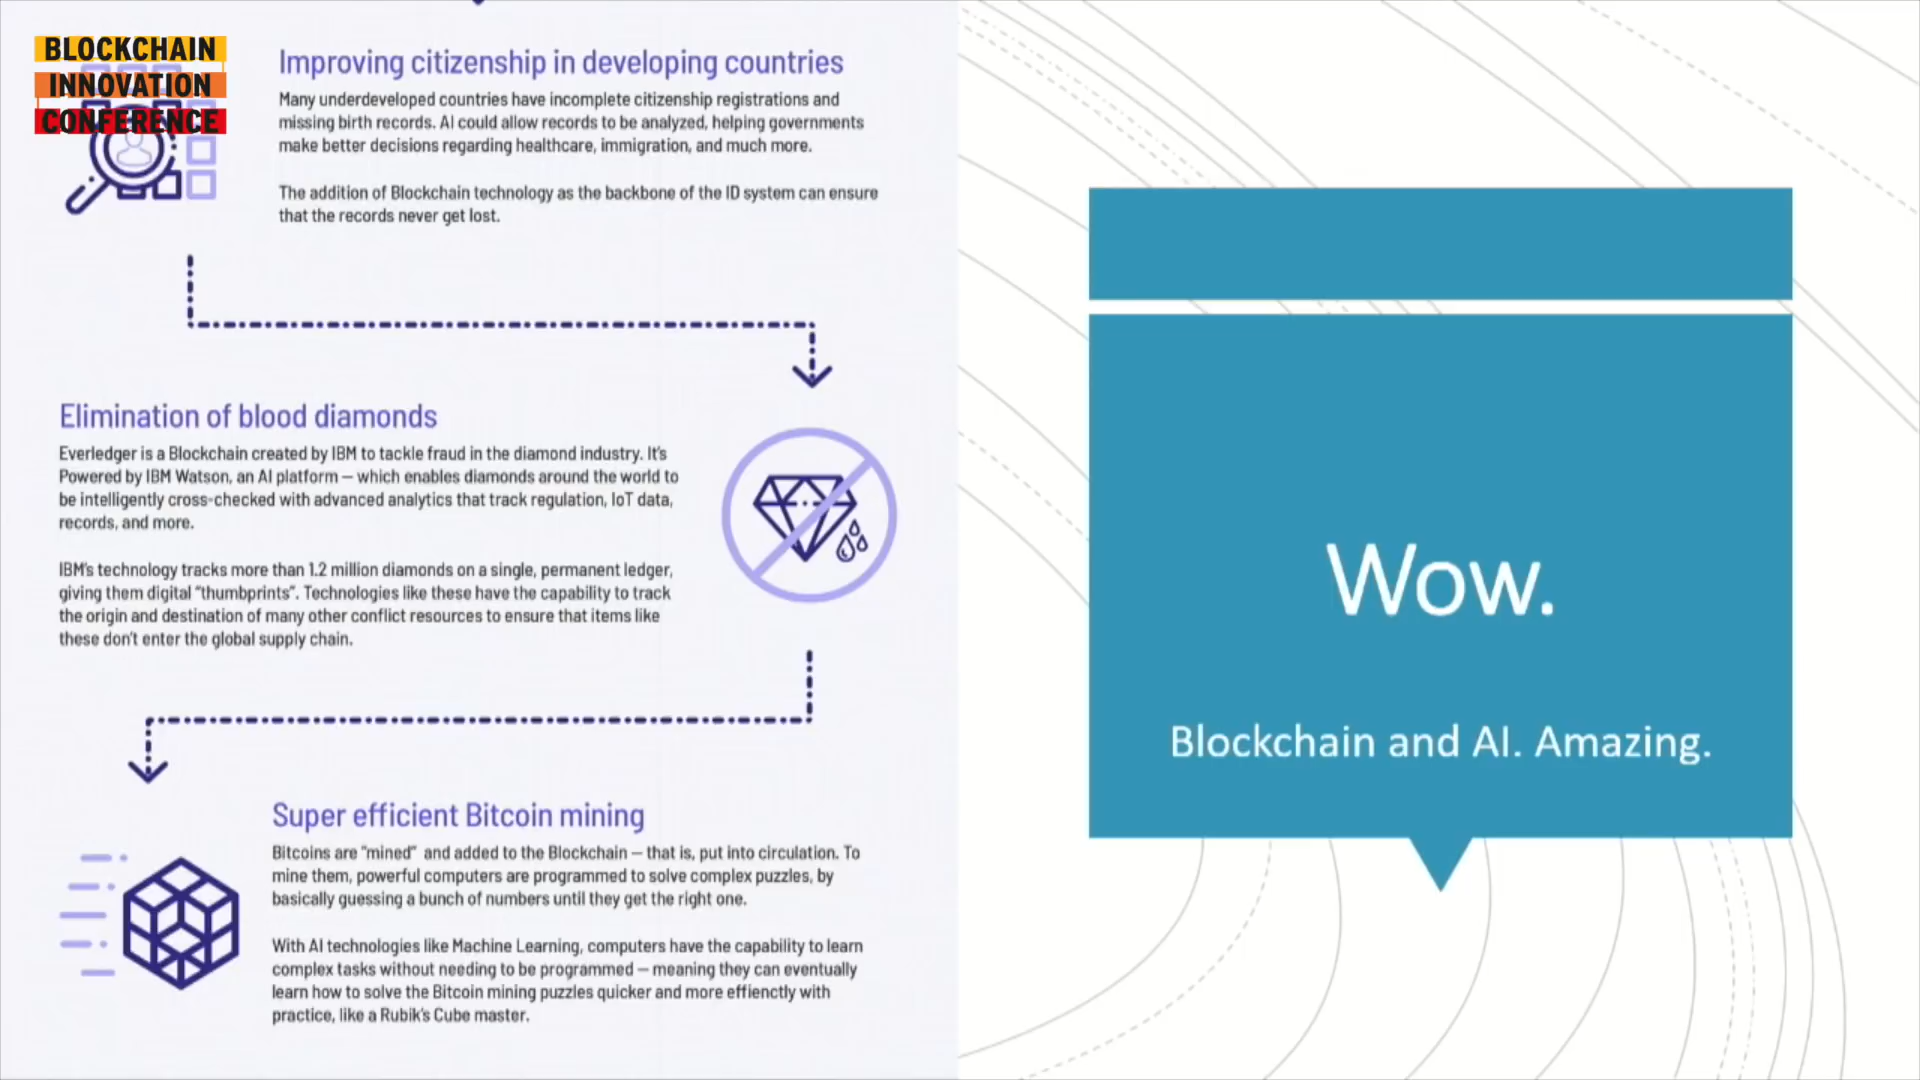 BLOCKCHAIN
INNOVATION
CONFERENCE
Improving citizenship in developing countries
Many underdeveloped countries have incomplete citizenship registrations and
missing birth records. AI could allow records to be analyzed, helping governments
make better decisions regarding healthcare, immigration, and much more.
The addition of Blockchain technology as the backbone of the ID system can ensure
that the records never get lost.
Elimination of blood diamonds
Everledger is a Blockchain created by IBM to tackle fraud in the diamond industry. It's
Powered by IBM Watson, an AI platform – which enables diamonds around the world to
be intelligently cross-checked with advanced analytics that track regulation, IoT data,
records, and more.
IBM's technology tracks more than 1.2 million diamonds on a single, permanent ledger,
giving them digital "thumbprints". Technologies like these have the capability to track
the origin and destination of many other conflict resources to ensure that items like
these don't enter the global supply chain.
Super efficient Bitcoin mining
Bitcoins are "mined" and added to the Blockchain – that is, put into circulation. To
mine them, powerful computers are programmed to solve complex puzzles, by
basically guessing a bunch of numbers until they get the right one.
With AI technologies like Machine Learning, computers have the capability to learn
complex tasks without needing to be programmed – meaning they can eventually
learn how to solve the Bitcoin mining puzzles quicker and more effienctly with
practice, like a Rubik's Cube master.
Wow.
Blockchain and AI. Amazing.